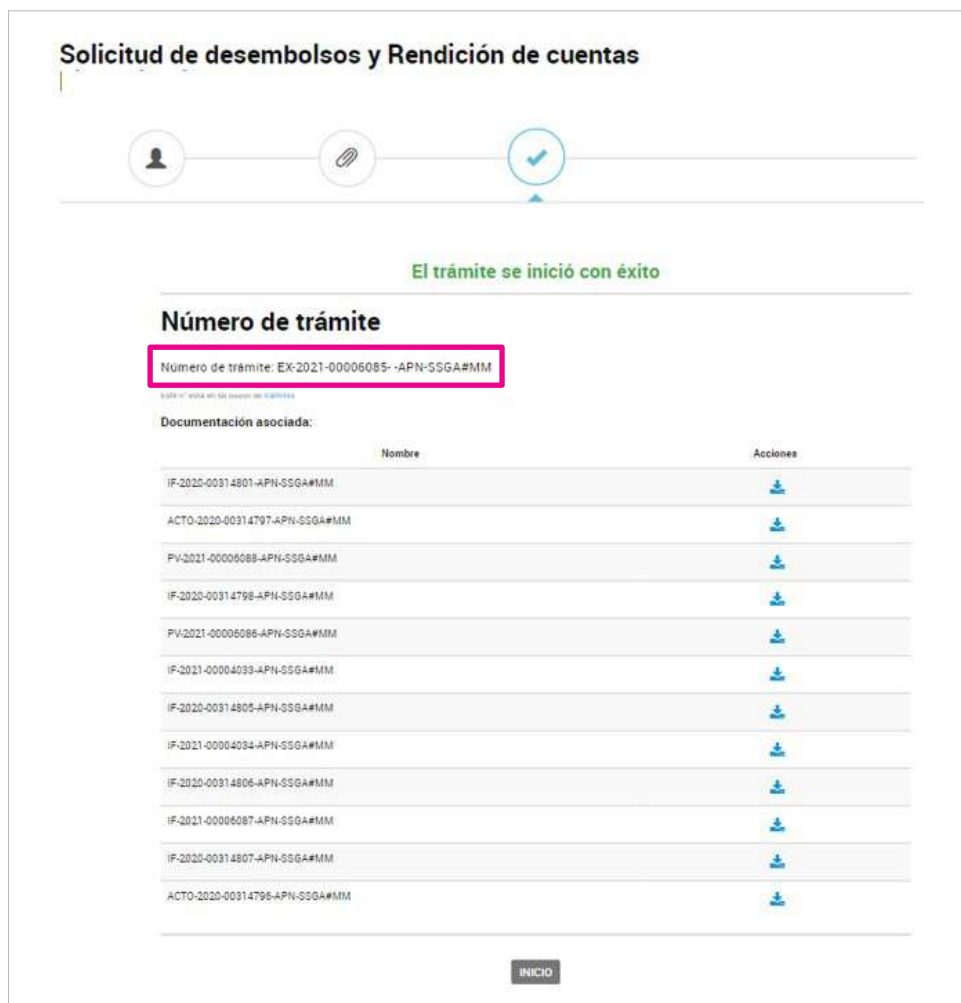 Solicitud de desembolsos y Rendición de cuentas
El trámite se inició con éxito
Número de trámite
Número de trámite: EX-2021-00006085- -APN-SSGA#MM
trámites
Documentación asociada:
Nombre Acciones
IF-2020-00314801-APN-SSGA#MM
ACTO-2020-00314797-APN-SSGA#MM
PV-2021-00006088-APN-SSGA#MM
IF-2020-00314798-APN-SSGA#MM
PV-2021-00006086-APN-SSGA#MM
IF-2021-00004033-APN-SSGA#MM
IF-2020-00314805-APN-SSGA#MM
IF-2021-00004034-APN-SSGA#MM
IF-2020-00314806-APN-SSGA#MM
IF-2021-00006087-APN-SSGA#MM
IF-2020-00314807-APN-SSGA#MM
ACTO-2020-00314796-APN-SSGA#MM
INICIO